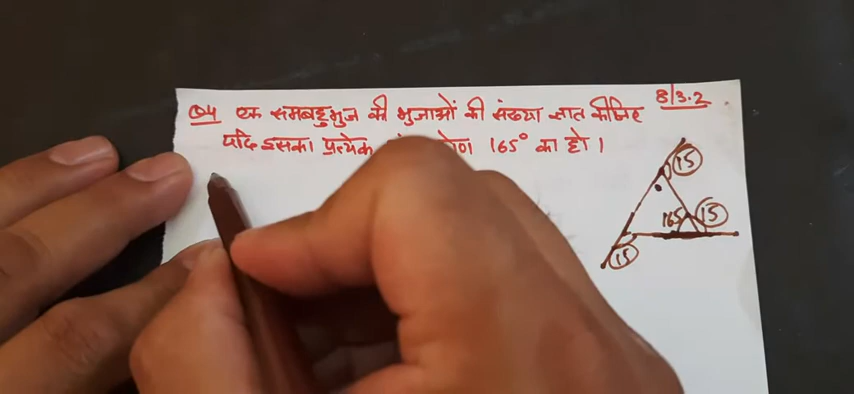 Q4 एक समबहुभुज की भुजाओं की संख्या ज्ञात कीजिए
8/3.2
यदि इसका प्रत्येक 165° का हो।
15
165 15
15